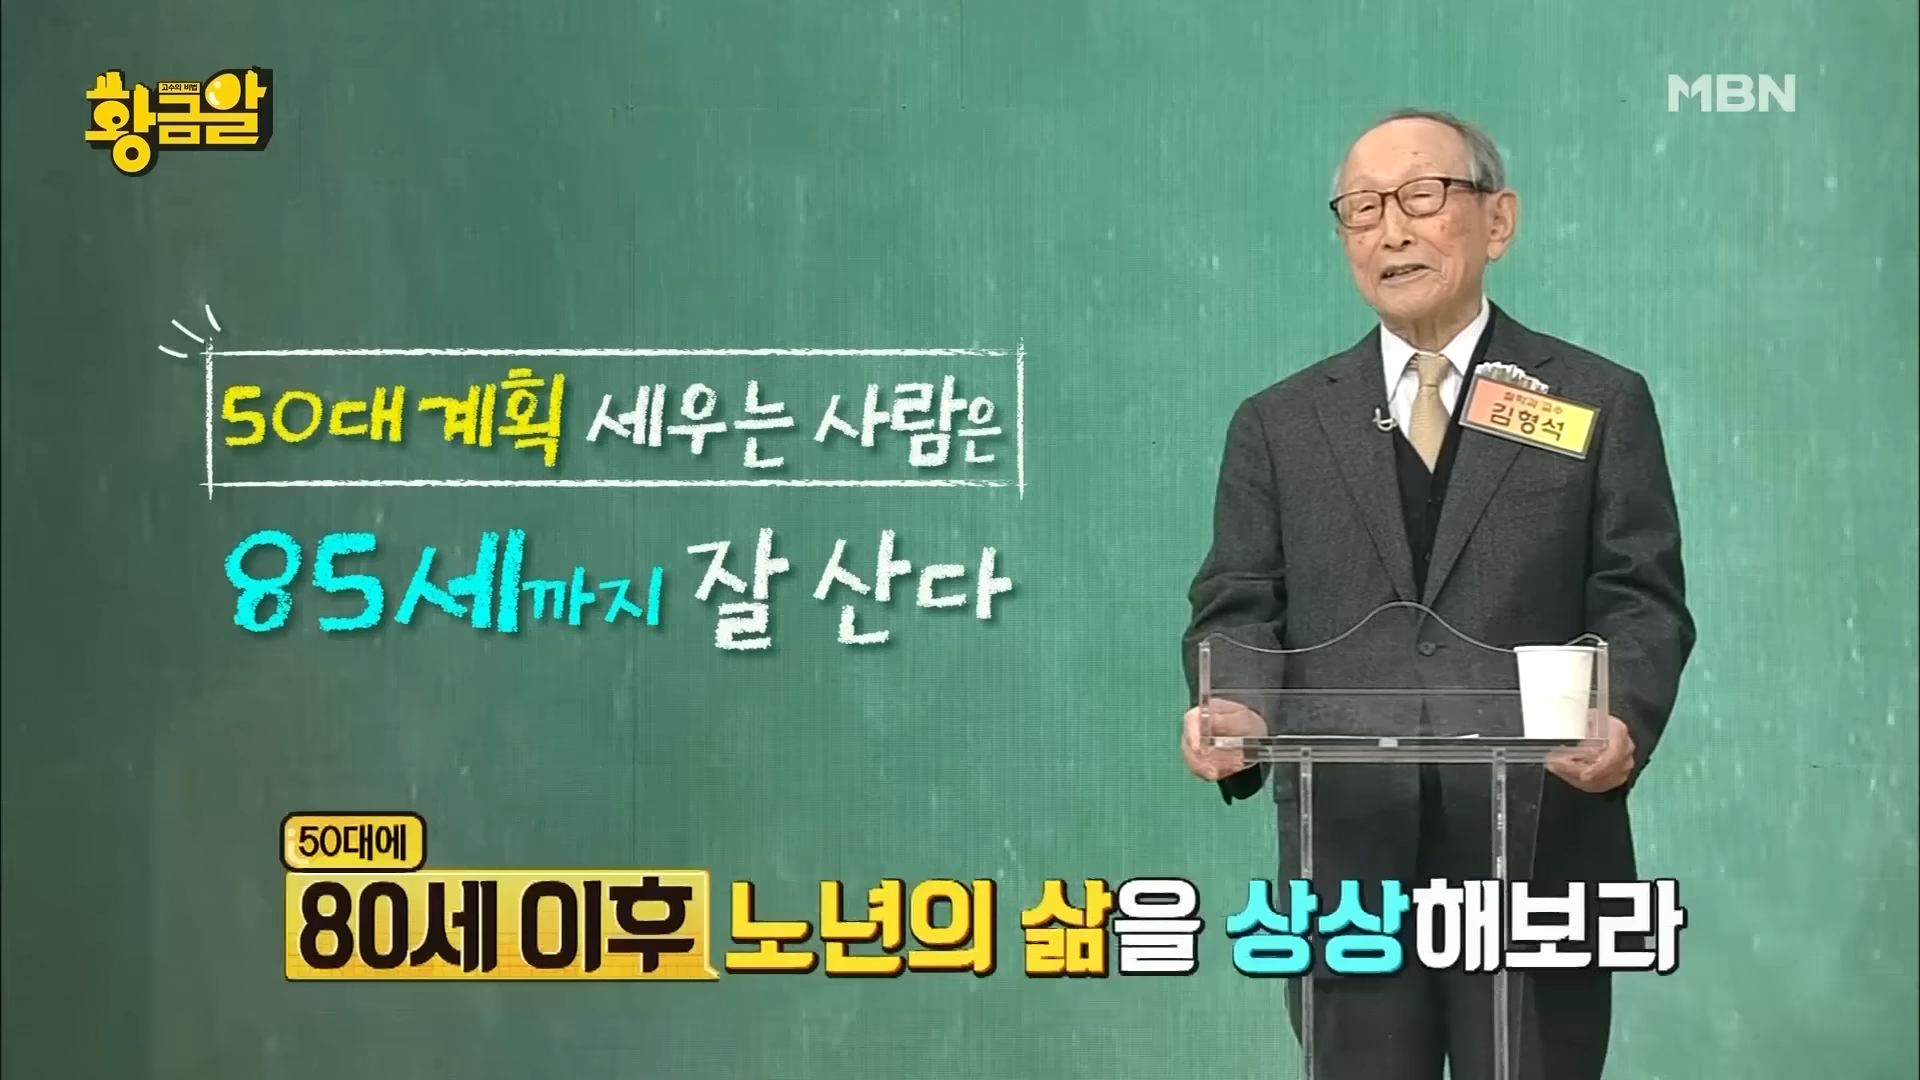 고수의 비법
황금알
MBN
철학과 교수
김형석
50대 계획 세우는 사람은
85세까지 잘 산다
50대에
80세 이후 노년의 삶을 상상해보라